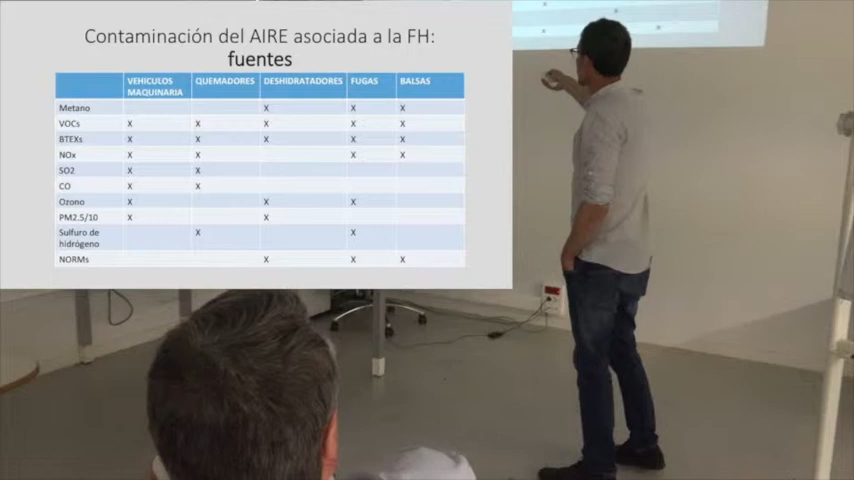 Contaminación del AIRE asociada a la FH:
fuentes
VEHICULOS MAQUINARIA QUEMADORES DESHIDRATADORES FUGAS BALSAS
Metano X X X
VOCs X X X X X
BTEXs X X X X X
NOx X X X X
SO2 X X
CO X X
Ozono X X X
PM2.5/10 X X
Sulfuro de hidrógeno X X
NORMs X X X